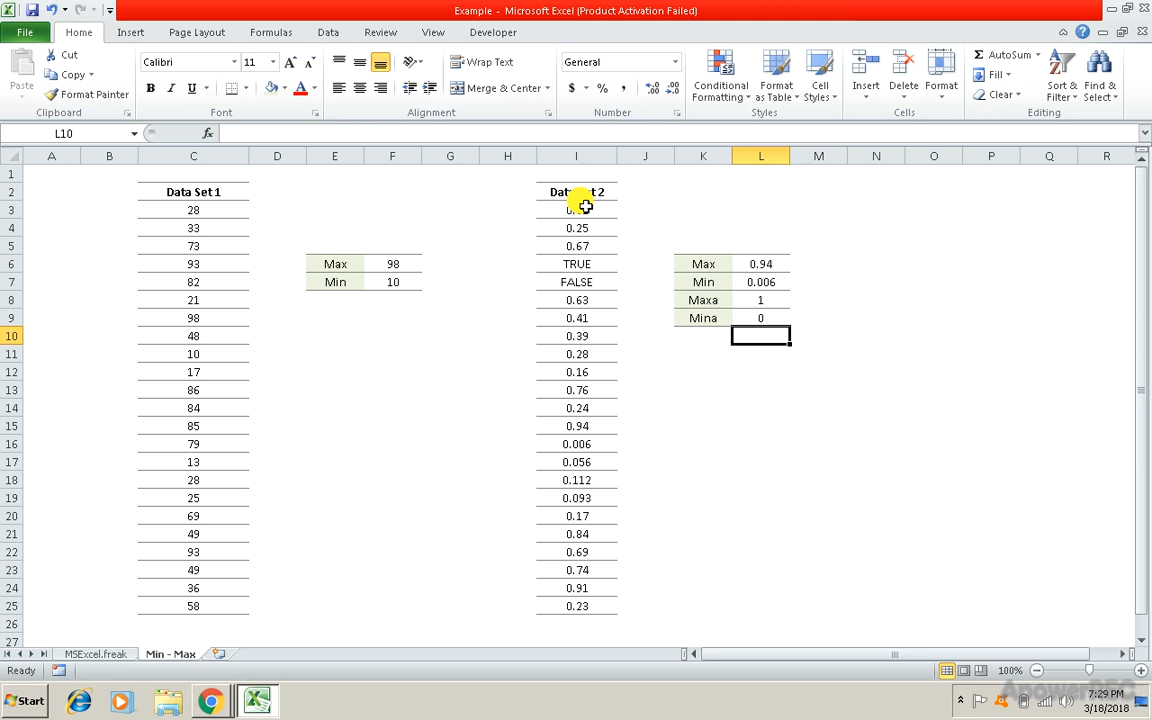 Example - Microsoft Excel (Product Activation Failed)
File Home Insert Page Layout Formulas Data Review View Developer
Paste Cut Copy Format Painter Clipboard
Calibri 11 B I U A Font
Wrap Text Merge & Center Alignment
General $ % , Number
Conditional Formatting Format as Table Cell Styles Styles
Insert Delete Format Cells
AutoSum Fill Clear Sort & Filter Find & Select Editing
L10 fx
A B C D E F G H I J K L M N O P Q R
1
2 Data Set 1 2
3 28
4 33 0.25
5 73 0.67
6 93 Max 98 TRUE Max 0.94
7 82 Min 10 FALSE Min 0.006
8 21 0.63 Maxa 1
9 98 0.41 Mina 0
10 48 0.39
11 10 0.28
12 17 0.16
13 86 0.76
14 84 0.24
15 85 0.94
16 79 0.006
17 13 0.056
18 28 0.112
19 25 0.093
20 69 0.17
21 49 0.84
22 93 0.69
23 49 0.74
24 36 0.91
25 58 0.23
26
27
MSExcel.freak Min - Max
Ready 100%
Start 7:29 PM
3/18/2018